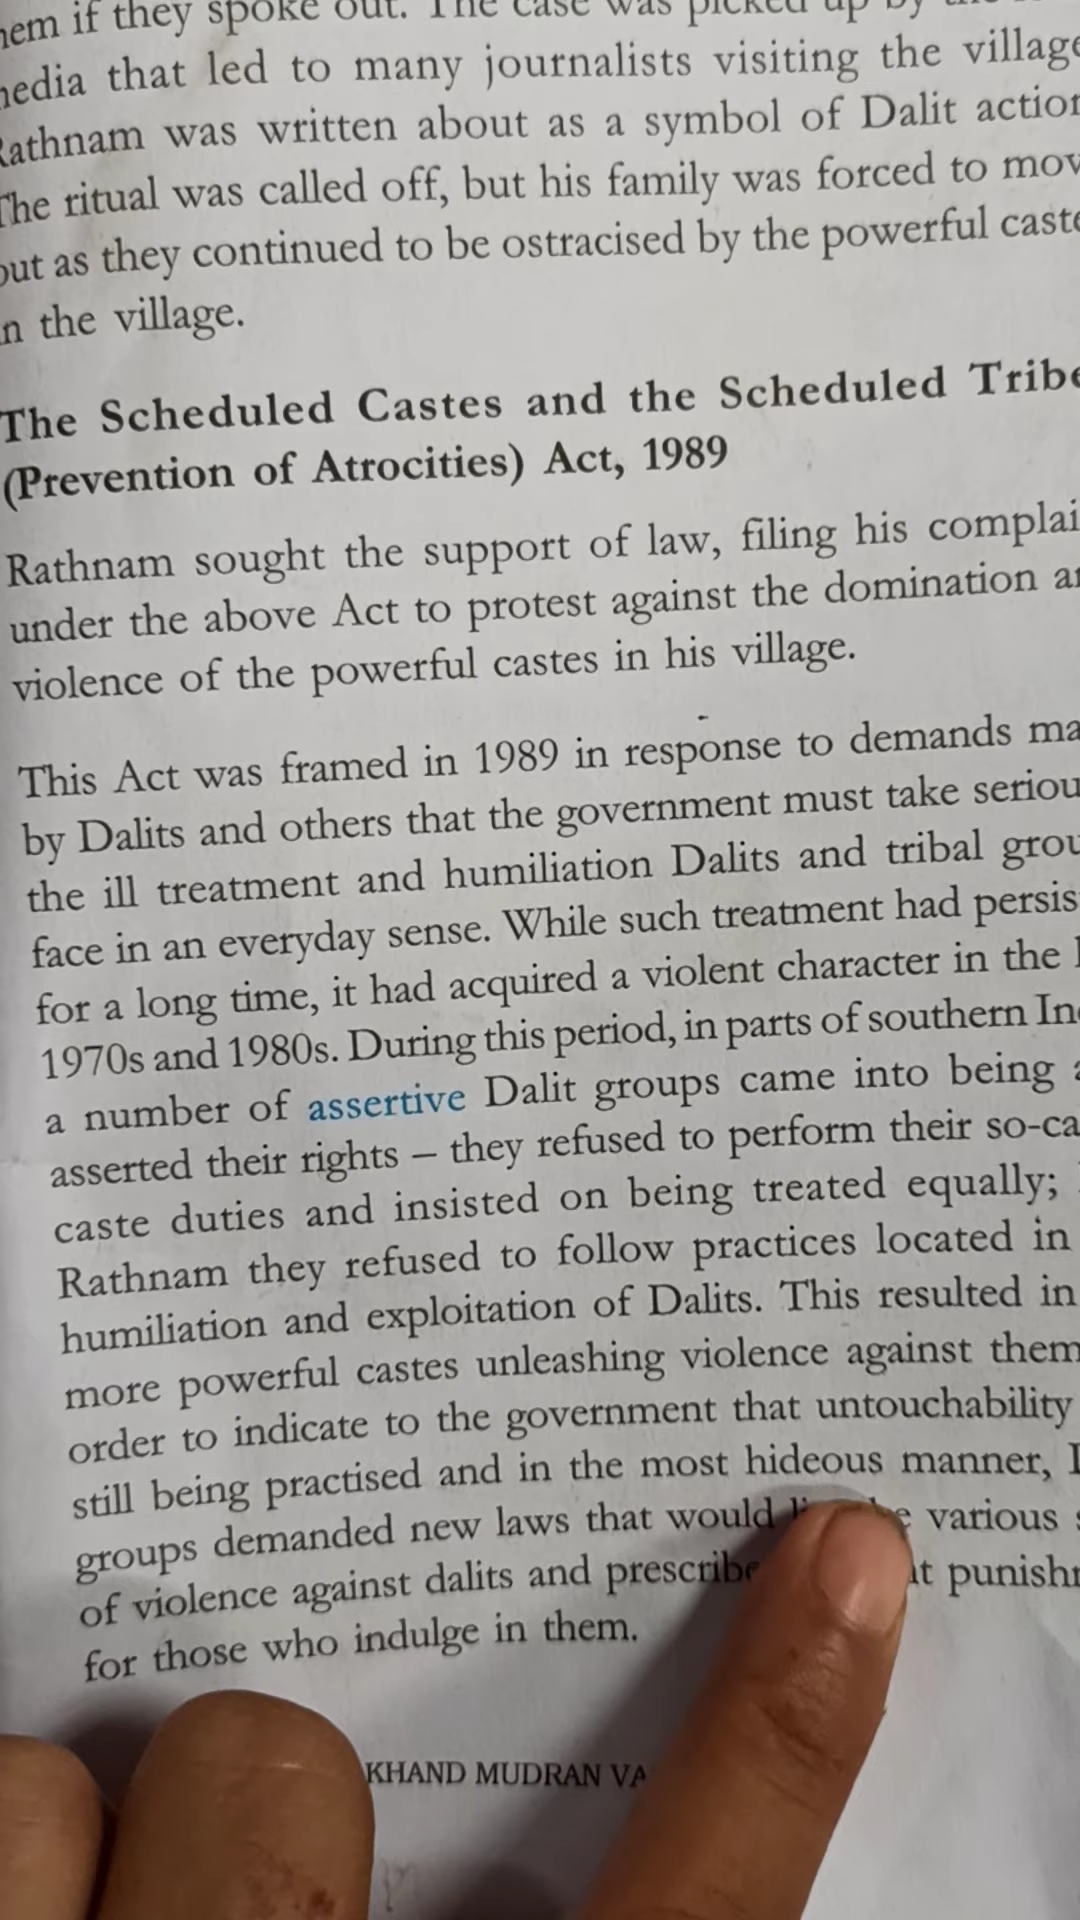 if they spoke out. The case was picked up by
that led to many journalists visiting the village
was written about as a symbol of Dalit action
The ritual was called off, but his family was forced to mov
out as they continued to be ostracised by the powerful caste
n the village.
The Scheduled Castes and the Scheduled Tribe
(Prevention of Atrocities) Act, 1989
Rathnam sought the support of law, filing his complai
under the above Act to protest against the domination a
violence of the powerful castes in his village.
This Act was framed in 1989 in response to demands ma
by Dalits and others that the government must take seriou
the ill treatment and humiliation Dalits and tribal grou
face in an everyday sense. While such treatment had persis
for a long time, it had acquired a violent character in the
1970s and 1980s. During this period, in parts of southern In
a number of assertive Dalit groups came into being
asserted their rights – they refused to perform their so-ca
caste duties and insisted on being treated equally;
Rathnam they refused to follow practices located in
humiliation and exploitation of Dalits. This resulted in
more powerful castes unleashing violence against them
order to indicate to the government that untouchability
still being practised and in the most hideous manner,
groups demanded new laws that would various
of violence against dalits and prescribe punishm
for those who indulge in them.
KHAND MUDRAN VA